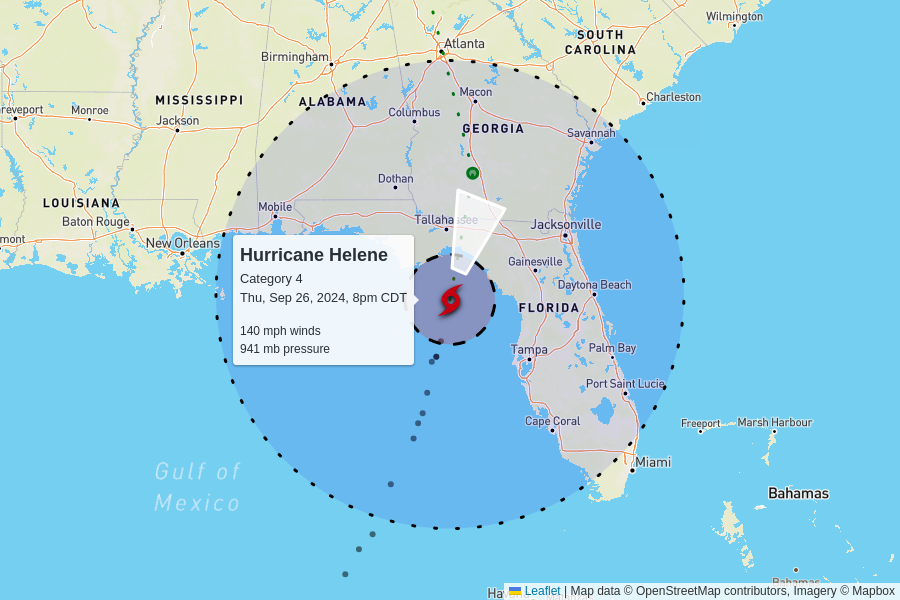 Wilmington
SOUTH
CAROLINA
Atlanta
Birmingham
MISSISSIPPI
ALABAMA
Macon
Charleston
reveport
Monroe
Jackson
Columbus
GEORGIA
Savannah
Dothan
LOUISIANA
Mobile
Baton Rouge
Tallahassee
Jacksonville
mont
New Orleans
Hurricane Helene
Category 4
Thu, Sep 26, 2024, 8pm CDT
140 mph winds
941 mb pressure
Gainesville
Daytona Beach
FLORIDA
Tampa
Palm Bay
Port Saint Lucie
Cape Coral
Freeport
Marsh Harbour
Miami
Gulf of
Mexico
Bahamas
Bahamas
Leaflet | Map data © OpenStreetMap contributors, Imagery © Mapbox